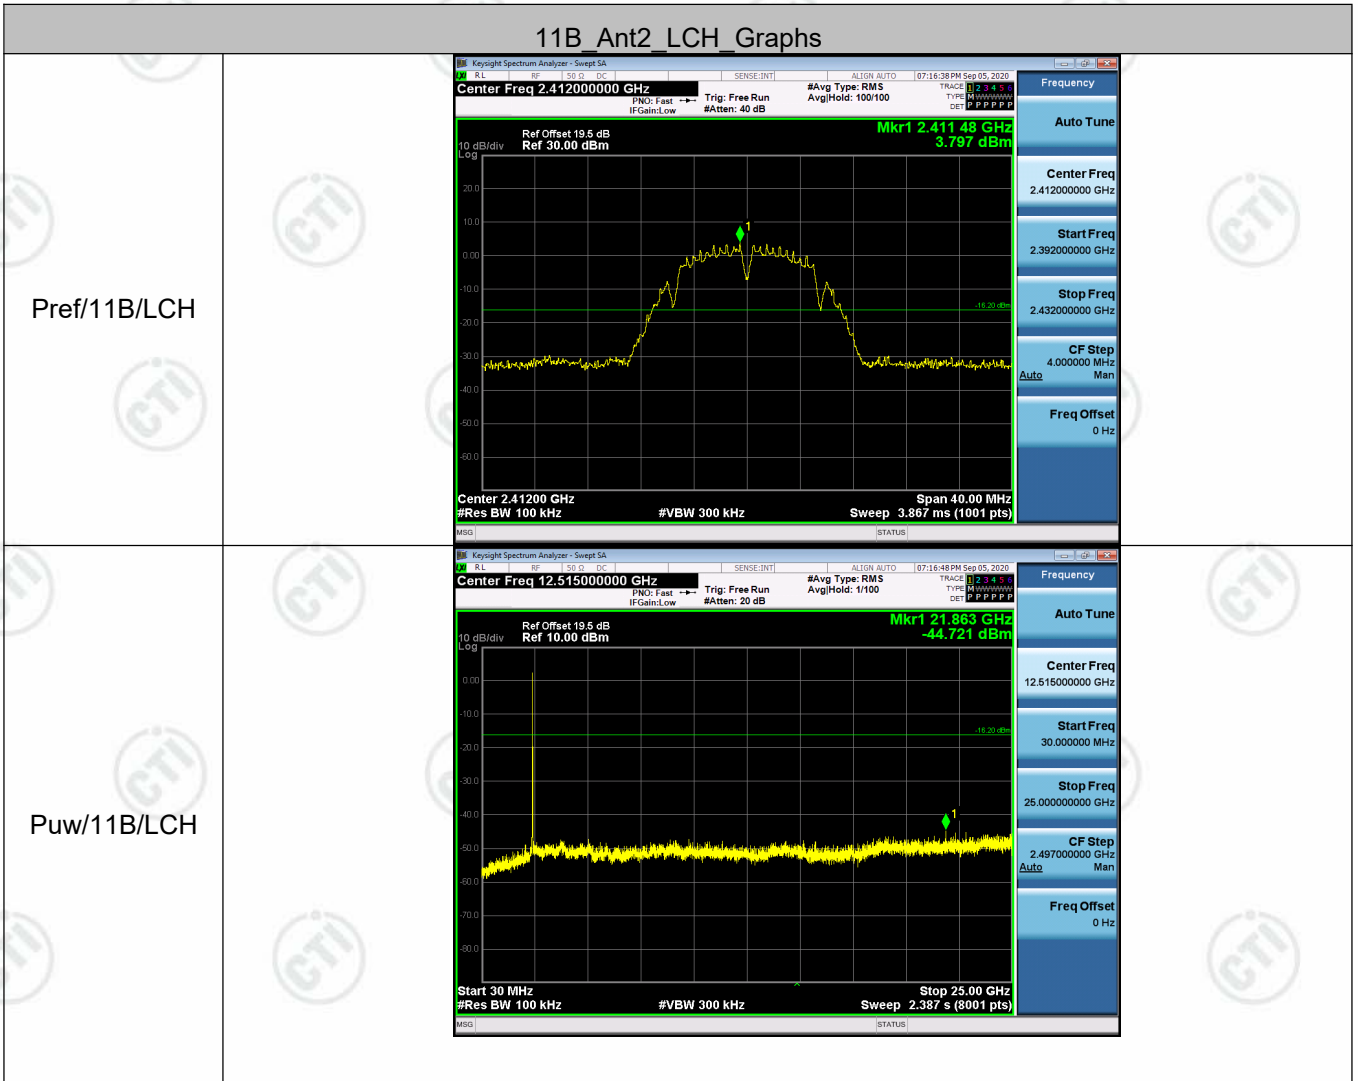 11B_Ant2_LCH_Graphs
Pref/11B/LCH
Keysight Spectrum Analyzer - Swept SA
RL RF 50 Ω DC SENSE:INT ALIGN AUTO 07:16:38 PM Sep 05, 2020
Center Freq 2.412000000 GHz
PNO: Fast
IFGain:Low
Trig: Free Run
#Atten: 40 dB
#Avg Type: RMS
Avg|Hold: 100/100
TRACE 1 2 3 4 5 6
TYPE M W W W W W
DET P P P P P P
Mkr1 2.411 48 GHz
3.797 dBm
Ref Offset 19.5 dB
10 dB/div Ref 30.00 dBm
Log
20.0
10.0
0.00
-10.0
-20.0
-30.0
-40.0
-50.0
-60.0
1
-16.20 dBm
Center 2.41200 GHz Span 40.00 MHz
#Res BW 100 kHz #VBW 300 kHz Sweep 3.867 ms (1001 pts)
MSG STATUS
Frequency
Auto Tune
Center Freq
2.412000000 GHz
Start Freq
2.392000000 GHz
Stop Freq
2.432000000 GHz
CF Step
4.000000 MHz
Auto Man
Freq Offset
0 Hz
Puw/11B/LCH
Keysight Spectrum Analyzer - Swept SA
RL RF 50 Ω DC SENSE:INT ALIGN AUTO 07:16:48 PM Sep 05, 2020
Center Freq 12.515000000 GHz
PNO: Fast
IFGain:Low
Trig: Free Run
#Atten: 20 dB
#Avg Type: RMS
Avg|Hold: 1/100
TRACE 1 2 3 4 5 6
TYPE M W W W W W
DET P P P P P P
Mkr1 21.863 GHz
-44.721 dBm
Ref Offset 19.5 dB
10 dB/div Ref 10.00 dBm
Log
0.00
-10.0
-20.0
-30.0
-40.0
-50.0
-60.0
-70.0
-80.0
1
-16.20 dBm
Start 30 MHz Stop 25.00 GHz
#Res BW 100 kHz #VBW 300 kHz Sweep 2.387 s (8001 pts)
MSG STATUS
Frequency
Auto Tune
Center Freq
12.515000000 GHz
Start Freq
30.000000 MHz
Stop Freq
25.000000000 GHz
CF Step
2.497000000 GHz
Auto Man
Freq Offset
0 Hz
CTI
CTI
CTI
CTI
CTI
CTI
CTI
CTI
CTI
CTI
CTI